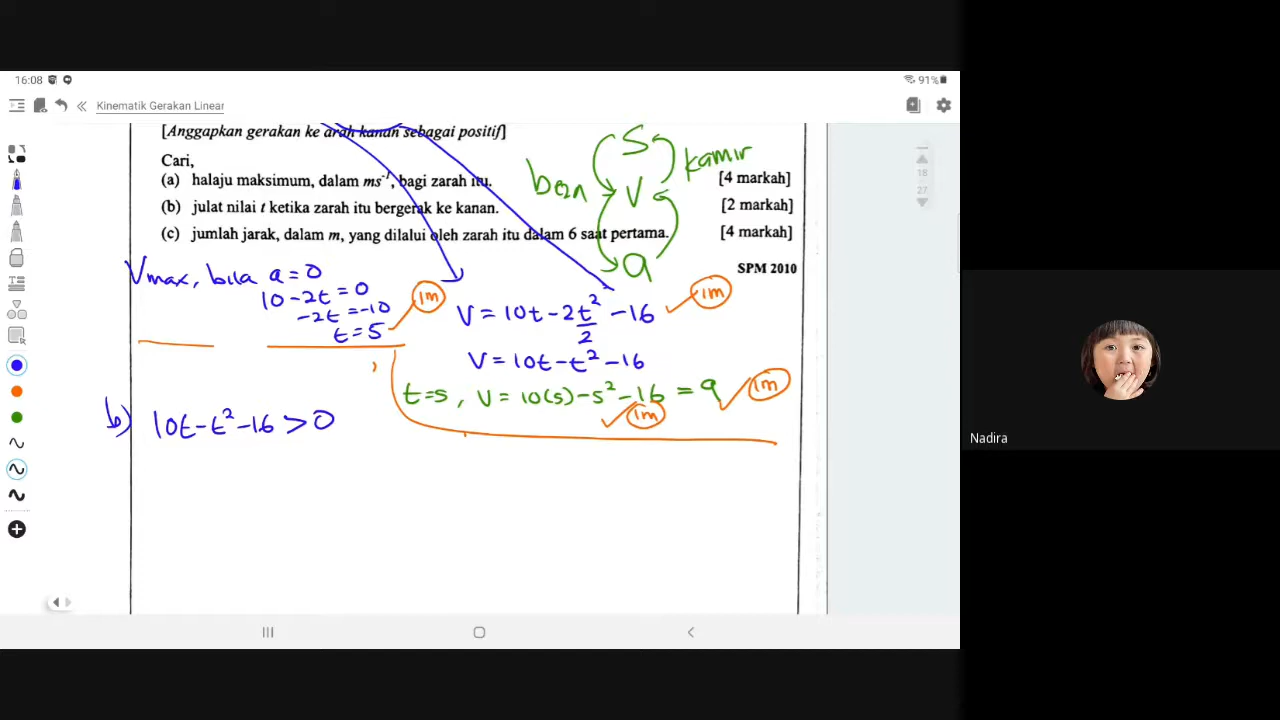 16:08
91%
Kinematik Gerakan Linear
[Anggapkan gerakan ke arah kanan sebagai positif]
Cari,
(a) halaju maksimum, dalam ms⁻¹, bagi zarah itu. [4 markah]
(b) julat nilai t ketika zarah itu bergerak ke kanan. [2 markah]
(c) jumlah jarak, dalam m, yang dilalui oleh zarah itu dalam 6 saat pertama. [4 markah]
SPM 2010
S
kamir
beza
V
a
Vmax, bila a = 0
10 - 2t = 0
-2t = -10
t = 5
1m
V = 10t - 2t²/2 - 16
1m
V = 10t - t² - 16
t=5, V = 10(5) - 5² - 16 = 9
1m
1m
b) 10t - t² - 16 > 0
18
27
Nadira